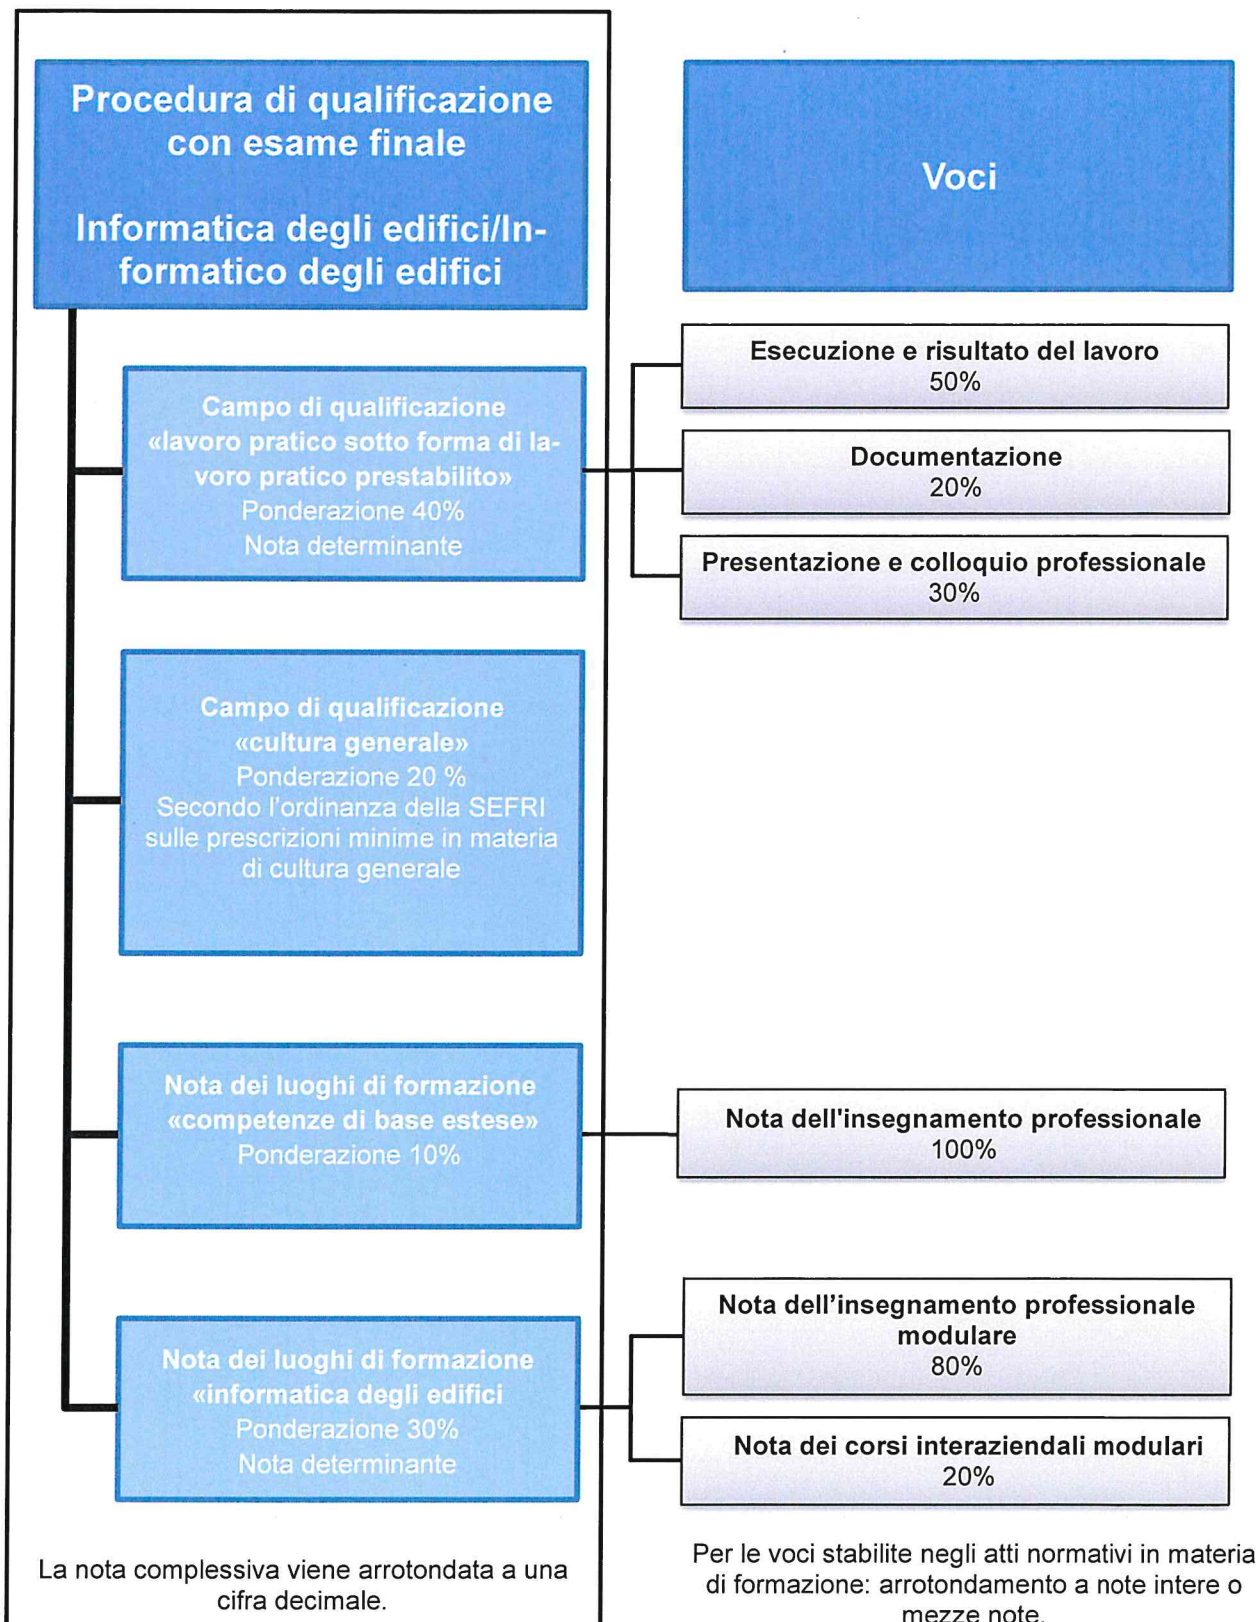 Procedura di qualificazione
con esame finale
Informatica degli edifici/In-
formatico degli edifici
Voci
Campo di qualificazione
«lavoro pratico sotto forma di la-
voro pratico prestabilito»
Ponderazione 40%
Nota determinante
Esecuzione e risultato del lavoro
50%
Documentazione
20%
Presentazione e colloquio professionale
30%
Campo di qualificazione
«cultura generale»
Ponderazione 20 %
Secondo l'ordinanza della SEFRI
sulle prescrizioni minime in materia
di cultura generale
Nota dei luoghi di formazione
«competenze di base estese»
Ponderazione 10%
Nota dell'insegnamento professionale
100%
Nota dei luoghi di formazione
«informatica degli edifici
Ponderazione 30%
Nota determinante
Nota dell'insegnamento professionale
modulare
80%
Nota dei corsi interaziendali modulari
20%
La nota complessiva viene arrotondata a una
cifra decimale.
Per le voci stabilite negli atti normativi in materia
di formazione: arrotondamento a note intere o
mezze note.